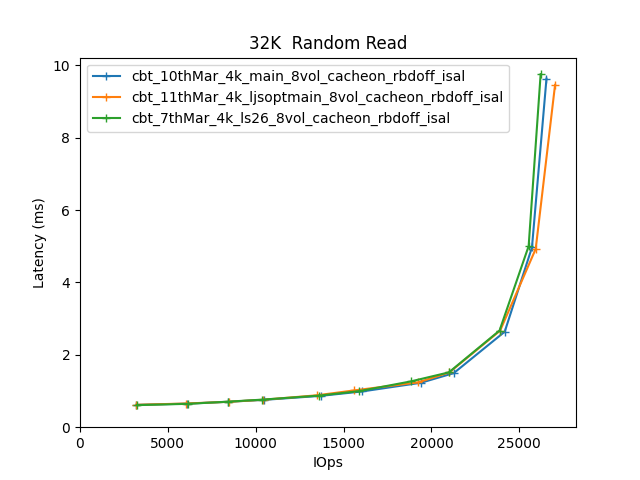 32K  Random Read
cbt_10thMar_4k_main_8vol_cacheon_rbdoff_isal
cbt_11thMar_4k_ljsoptmain_8vol_cacheon_rbdoff_isal
cbt_7thMar_4k_ls26_8vol_cacheon_rbdoff_isal
Latency (ms)
10
8
6
4
2
0
0 5000 10000 15000 20000 25000
IOps